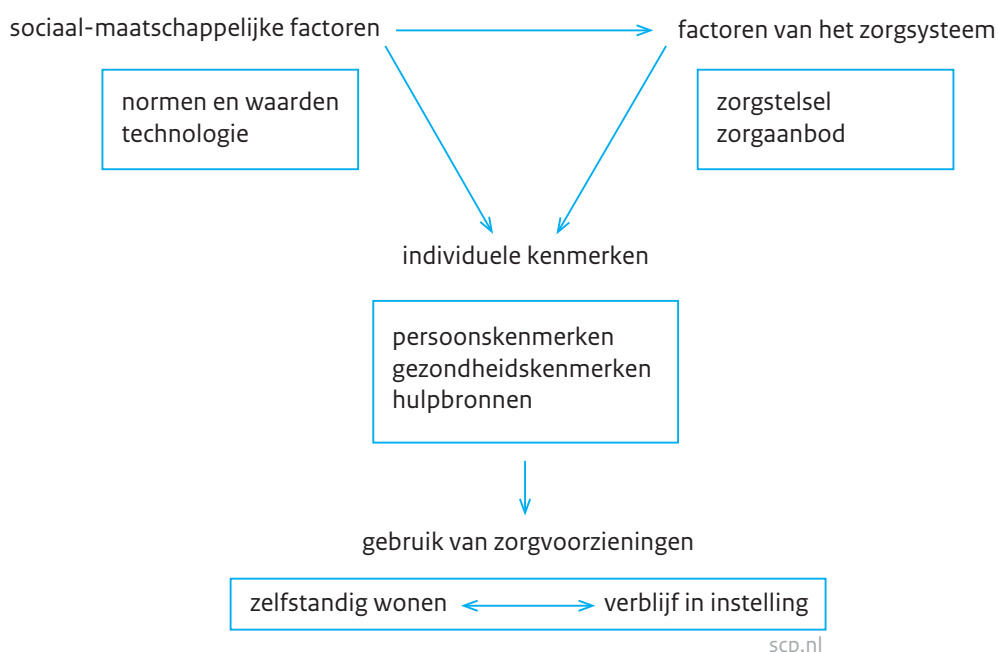 sociaal-maatschappelijke factoren
factoren van het zorgsysteem
normen en waarden
technologie
zorgstelsel
zorgaanbod
individuele kenmerken
persoonskenmerken
gezondheidskenmerken
hulpbronnen
gebruik van zorgvoorzieningen
zelfstandig wonen
verblijf in instelling
scp.nl